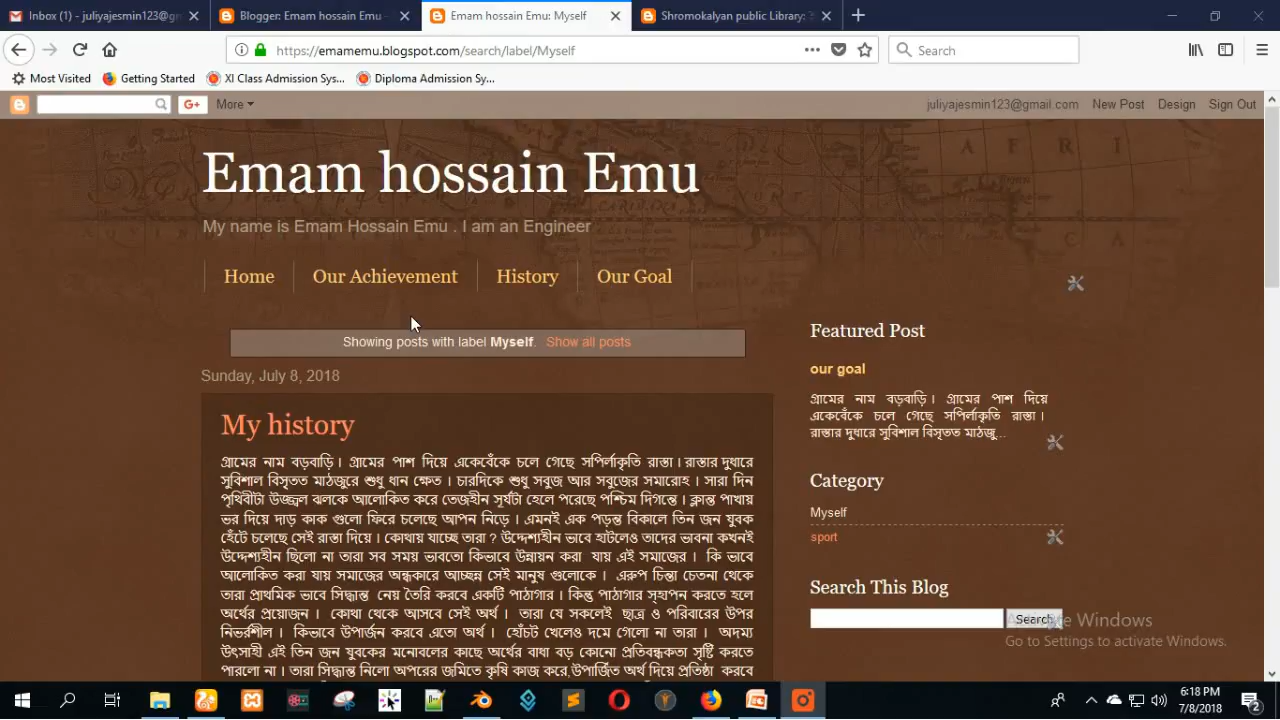 Inbox (1) - juliyajesmin123@gm
Blogger: Emam hossain Emu -
Emam hossain Emu: Myself
Shromokalyan public Library:
https://emamemu.blogspot.com/search/label/Myself
Search
Most Visited
Getting Started
XI Class Admission Sys...
Diploma Admission Sy...
G+
More
juliyajesmin123@gmail.com
New Post
Design
Sign Out
Emam hossain Emu
My name is Emam Hossain Emu . I am an Engineer
Home
Our Achievement
History
Our Goal
Showing posts with label Myself. Show all posts
Sunday, July 8, 2018
My history
গ্রামের নাম বড়বাড়ি। গ্রামের পাশ দিয়ে একেবেঁকে চলে গেছে সপির্লাকৃতি রাস্তা। রাস্তার দুধারে
সুবিশাল বিসৃতত মাঠজুরে শুধু ধান ক্ষেত। চারদিকে শুধু সবুজ আর সবুজের সমারোহ। সারা দিন
পৃথিবীটা উজ্জ্বল ঝলকে আলোকিত করে তেজহীন সূর্যটা হেলে পরেছে পশ্চিম দিগন্তে। ক্লান্ত পাখায়
ভর দিয়ে দাড় কাক গুলো ফিরে চলেছে আপন নিড়ে। এমনই এক পড়ন্ত বিকালে তিন জন যুবক
হেঁটে চলেছে সেই রাস্তা দিয়ে। কোথায় যাচ্ছে তারা? উদ্দেশ্যহীন ভাবে হাটলেও তাদের ভাবনা কখনই
উদ্দেশ্যহীন ছিলো না তারা সব সময় ভাবতো কিভাবে উন্নায়ন করা যায় এই সমাজের। কি ভাবে
আলোকিত করা যায় সমাজের অন্ধকারে আচ্ছন্ন সেই মানুষ গুলোকে। এরুপ চিন্তা চেতনা থেকে
তারা প্রাথমিক ভাবে সিদ্ধান্ত নেয় তৈরি করবে একটি পাঠাগার। কিন্তু পাঠাগার স্হাপন করতে হলে
অর্থের প্রয়োজন। কোথা থেকে আসবে সেই অর্থ। তারা যে সকলেই ছাত্র ও পরিবারের উপর
নির্ভরশীল। কিভাবে উপার্জন করবে এতো অর্থ। হোঁচট খেলেও দমে গেলো না তারা। অদম্য
উৎসাহী এই তিন জন যুবকের মনোবলের কাছে অর্থের বাধা বড় কোনো প্রতিবন্ধকতা সৃষ্টি করতে
পারলো না। তারা সিদ্ধান্ত নিলো অপরের জমিতে কৃষি কাজ করে,উপার্জিত অর্থ দিয়ে প্রতিষ্ঠা করবে
Featured Post
our goal
গ্রামের নাম বড়বাড়ি। গ্রামের পাশ দিয়ে
একেবেঁকে চলে গেছে সপির্লাকৃতি রাস্তা।
রাস্তার দুধারে সুবিশাল বিসৃতত মাঠজু...
Category
Myself
sport
Search This Blog
Search
Activate Windows
Go to Settings to activate Windows.
6:18 PM
7/8/2018
2